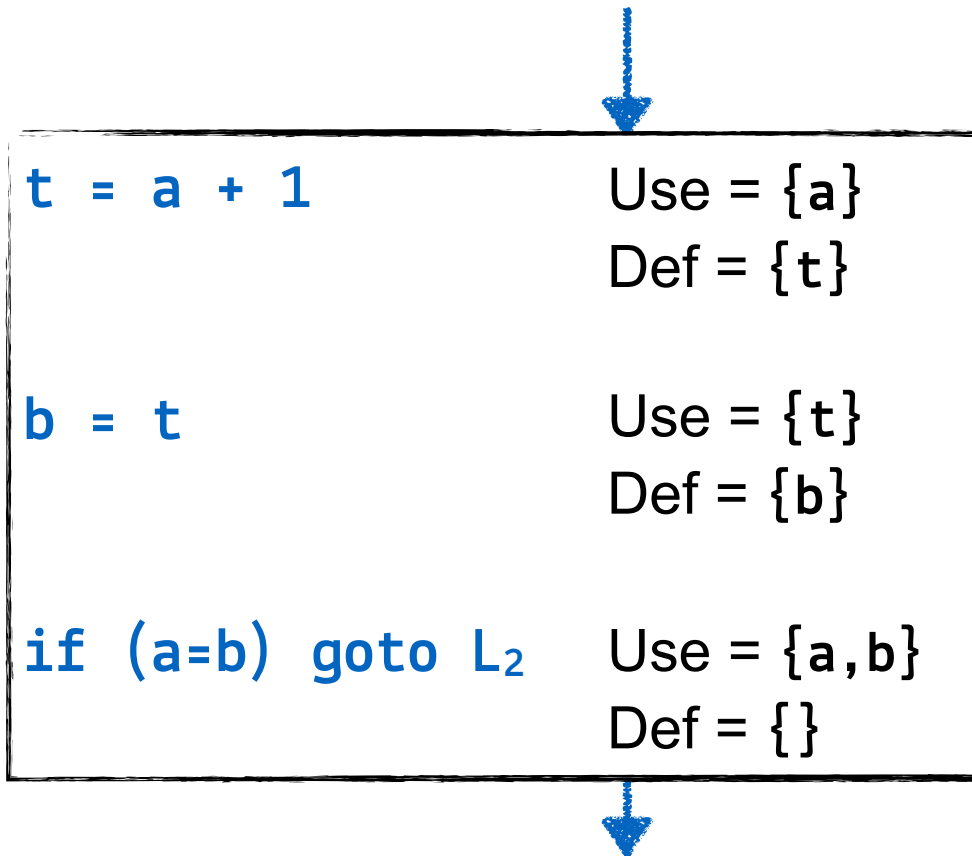 t = a + 1 Use = {a}
Def = {t}
b = t Use = {t}
Def = {b}
if (a=b) goto L₂ Use = {a,b}
Def = {}